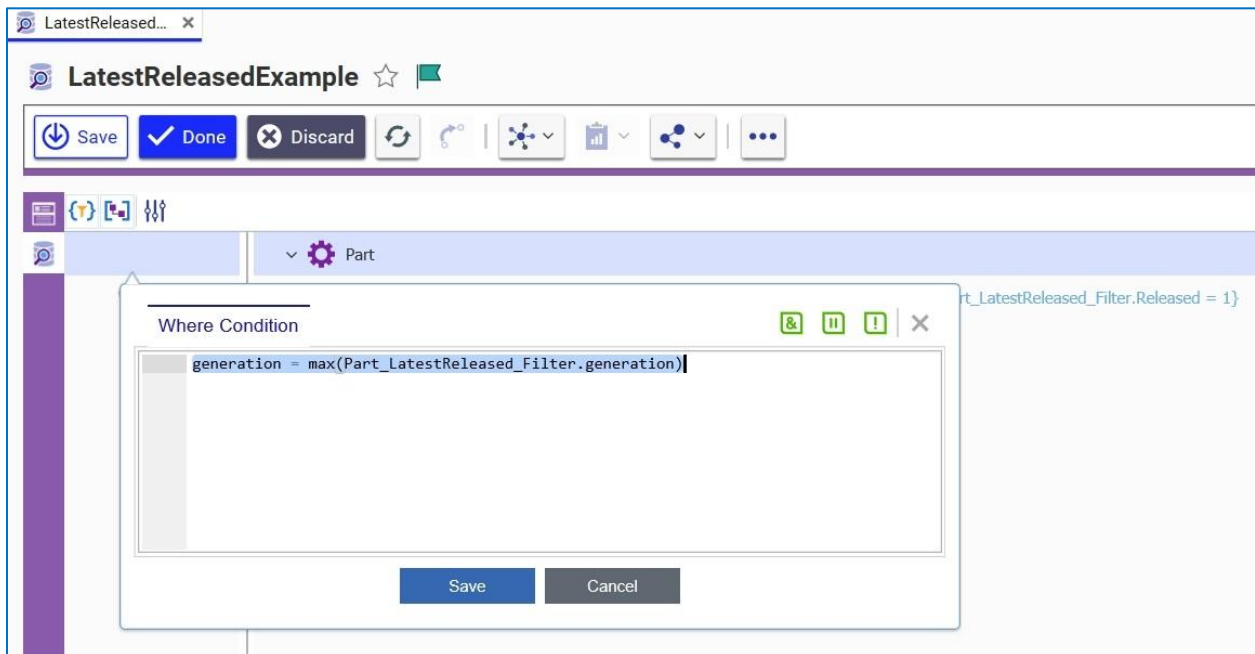 LatestReleased...
LatestReleasedExample
Save Done Discard
Part
rt_LatestReleased_Filter.Released = 1}
Where Condition
generation = max(Part_LatestReleased_Filter.generation)
Save Cancel